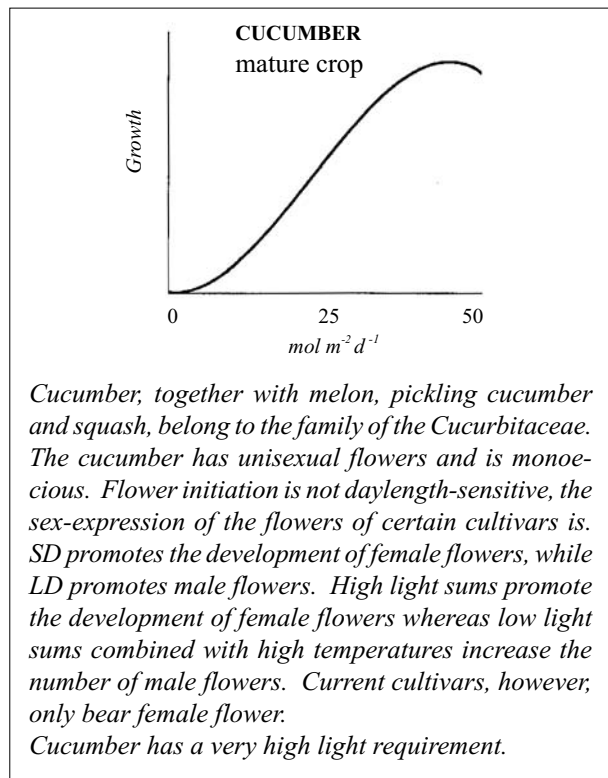 CUCUMBER
mature crop
Growth
0 25 50
mol m⁻² d⁻¹
Cucumber, together with melon, pickling cucumber
and squash, belong to the family of the Cucurbitaceae.
The cucumber has unisexual flowers and is monoe-
cious. Flower initiation is not daylength-sensitive, the
sex-expression of the flowers of certain cultivars is.
SD promotes the development of female flowers, while
LD promotes male flowers. High light sums promote
the development of female flowers whereas low light
sums combined with high temperatures increase the
number of male flowers. Current cultivars, however,
only bear female flower.
Cucumber has a very high light requirement.